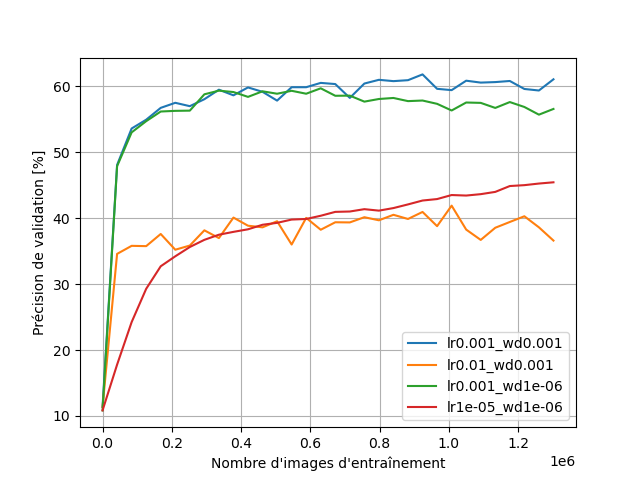 60
50
40
30
20
10
Précision de validation [%]
lr0.001_wd0.001
lr0.01_wd0.001
lr0.001_wd1e-06
lr1e-05_wd1e-06
0.0 0.2 0.4 0.6 0.8 1.0 1.2
1e6
Nombre d'images d'entraînement